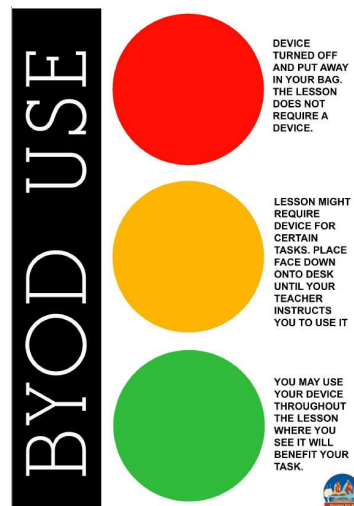 BYOD USE
DEVICE
TURNED OFF
AND PUT AWAY
IN YOUR BAG.
THE LESSON
DOES NOT
REQUIRE A
DEVICE.
LESSON MIGHT
REQUIRE
DEVICE FOR
CERTAIN
TASKS. PLACE
FACE DOWN
ONTO DESK
UNTIL YOUR
TEACHER
INSTRUCTS
YOU TO USE IT
YOU MAY USE
YOUR DEVICE
THROUGHOUT
THE LESSON
WHERE YOU
SEE IT WILL
BENEFIT YOUR
TASK.